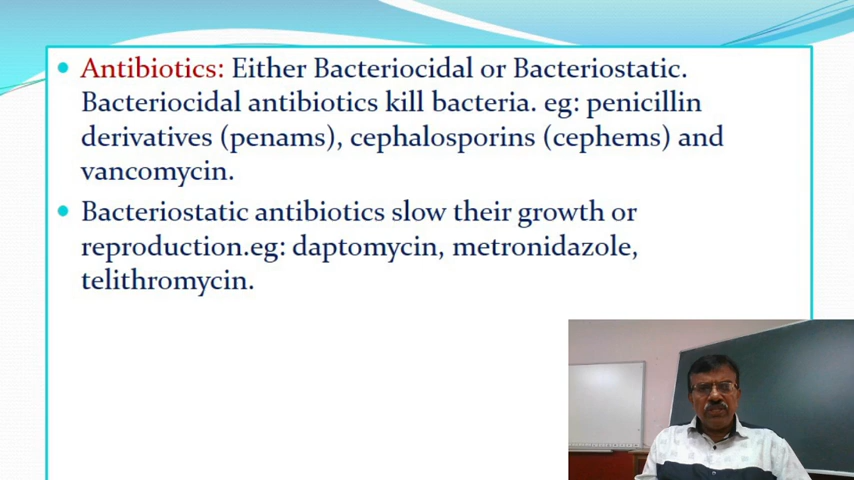 Antibiotics: Either Bacteriocidal or Bacteriostatic.
Bacteriocidal antibiotics kill bacteria. eg: penicillin
derivatives (penams), cephalosporins (cephems) and
vancomycin.
Bacteriostatic antibiotics slow their growth or
reproduction.eg: daptomycin, metronidazole,
telithromycin.